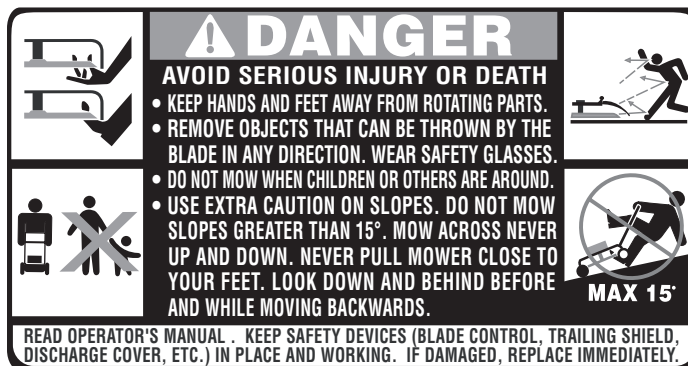 DANGER
AVOID SERIOUS INJURY OR DEATH
• KEEP HANDS AND FEET AWAY FROM ROTATING PARTS.
• REMOVE OBJECTS THAT CAN BE THROWN BY THE
BLADE IN ANY DIRECTION. WEAR SAFETY GLASSES.
• DO NOT MOW WHEN CHILDREN OR OTHERS ARE AROUND.
• USE EXTRA CAUTION ON SLOPES. DO NOT MOW
SLOPES GREATER THAN 15°. MOW ACROSS NEVER
UP AND DOWN. NEVER PULL MOWER CLOSE TO
YOUR FEET. LOOK DOWN AND BEHIND BEFORE
AND WHILE MOVING BACKWARDS.
MAX 15°
READ OPERATOR'S MANUAL . KEEP SAFETY DEVICES (BLADE CONTROL, TRAILING SHIELD,
DISCHARGE COVER, ETC.) IN PLACE AND WORKING. IF DAMAGED, REPLACE IMMEDIATELY.